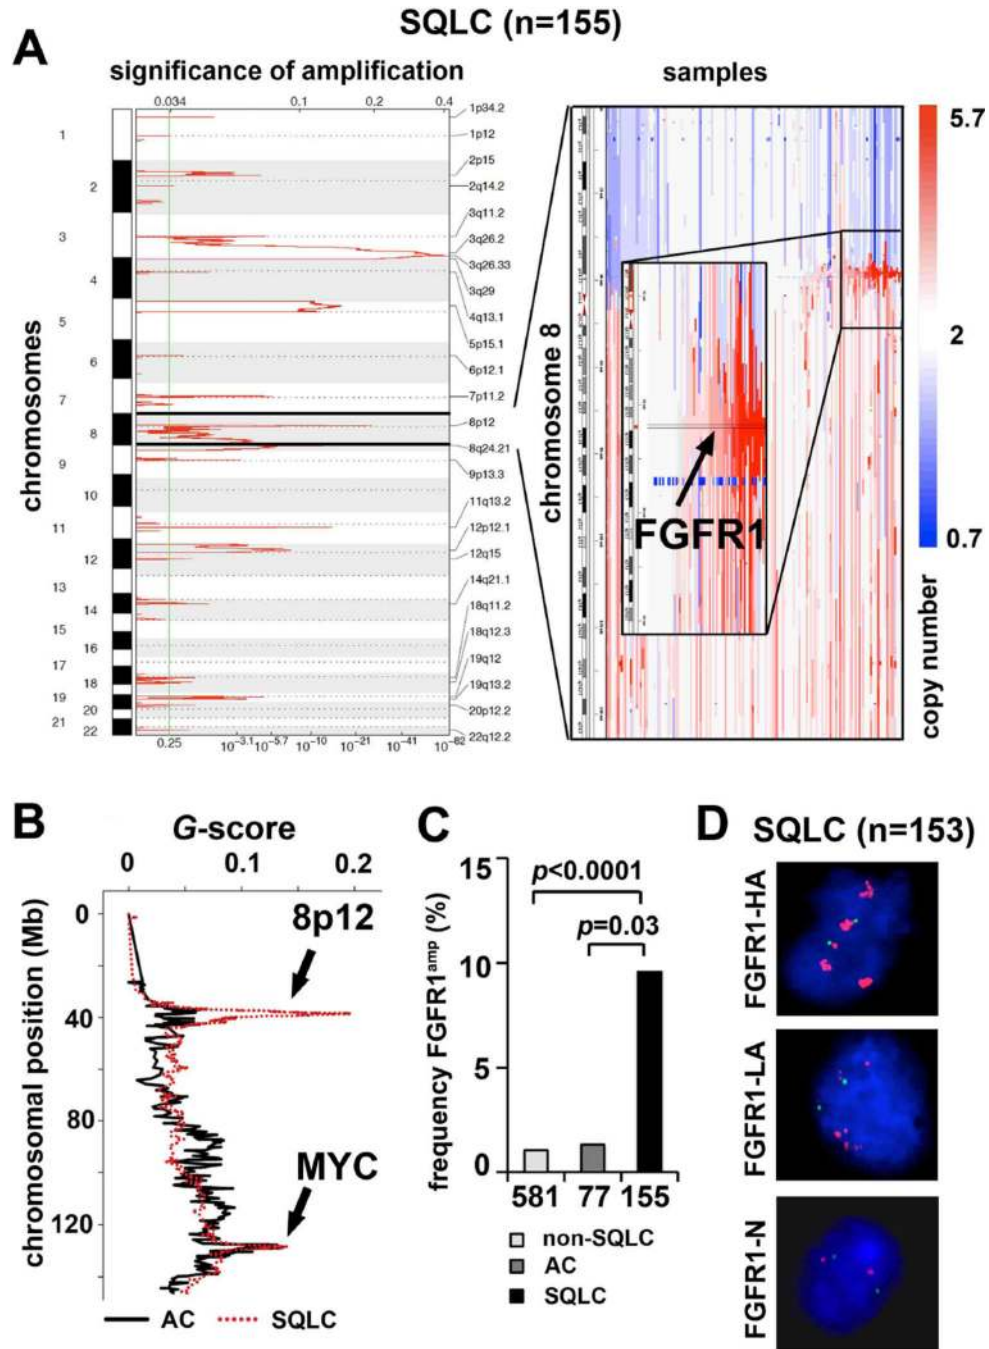 SQLC (n=155)
A
significance of amplification
samples
0.034 0.1 0.2 0.4
chromosomes
1
2
3
4
5
6
7
8
9
10
11
12
13
14
15
16
17
18
19
20
21
22
1p34.2
1p12
2p15
2q14.2
3q11.2
3q26.2
3q26.33
3q29
4q13.1
5p15.1
6p12.1
7p11.2
8p12
8q24.21
9p13.3
11q13.2
12p12.1
12q15
14q21.1
18q11.2
18q12.3
19q12
19q13.2
20p12.2
22q12.2
0.25 10⁻³·¹ 10⁻⁵·⁷ 10⁻¹⁰ 10⁻²¹ 10⁻⁴¹ 10⁻⁸²
chromosome 8
FGFR1
5.7
2
0.7
copy number
B
G-score
0 0.1 0.2
chromosomal position (Mb)
0
40
80
120
8p12
MYC
AC SQLC
C
frequency FGFR1ᵃᵐᵖ (%)
15
10
5
0
p<0.0001
p=0.03
581 77 155
non-SQLC
AC
SQLC
D SQLC (n=153)
FGFR1-HA
FGFR1-LA
FGFR1-N